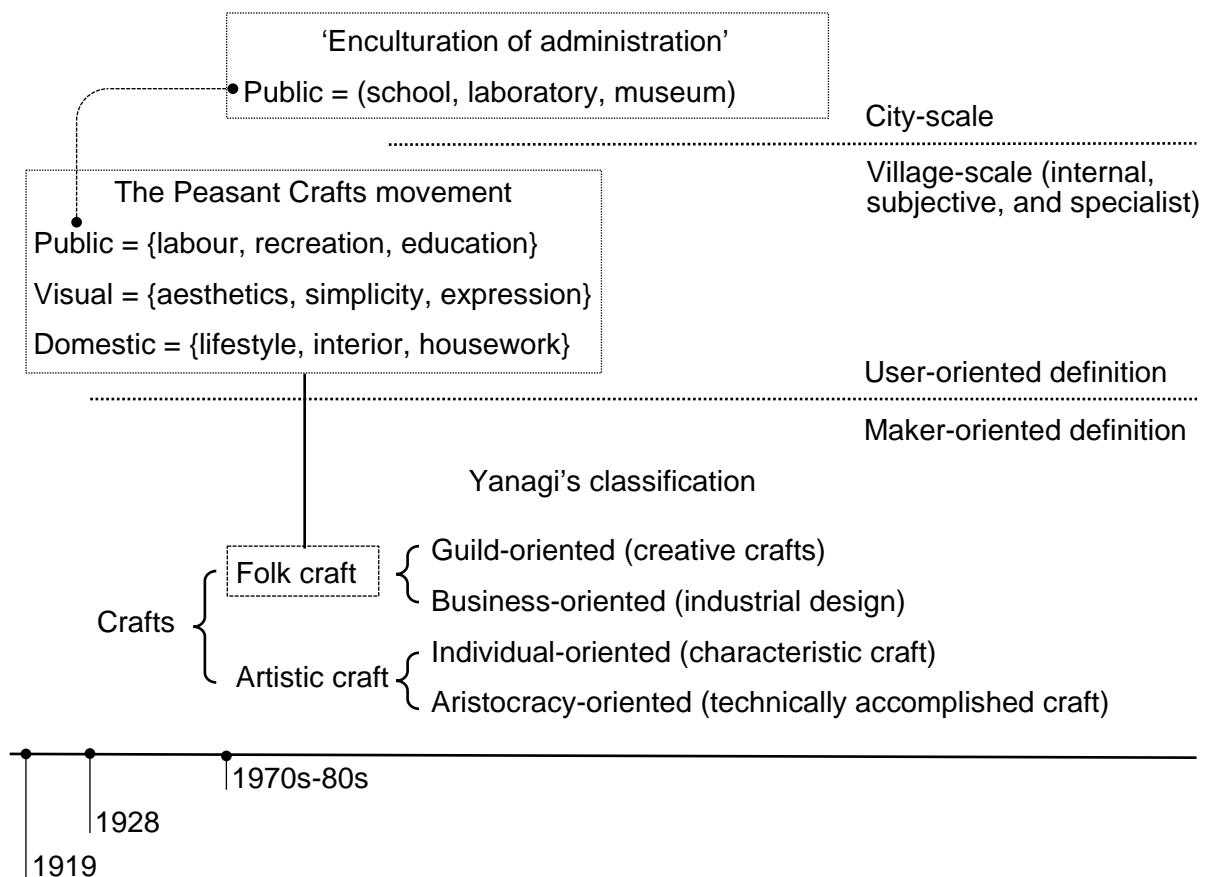 ‘Enculturation of administration’
Public = (school, laboratory, museum)
City-scale
Village-scale (internal,
subjective, and specialist)
The Peasant Crafts movement
Public = {labour, recreation, education}
Visual = {aesthetics, simplicity, expression}
Domestic = {lifestyle, interior, housework}
User-oriented definition
Maker-oriented definition
Yanagi’s classification
Crafts
Folk craft
Guild-oriented (creative crafts)
Business-oriented (industrial design)
Artistic craft
Individual-oriented (characteristic craft)
Aristocracy-oriented (technically accomplished craft)
1970s-80s
1928
1919